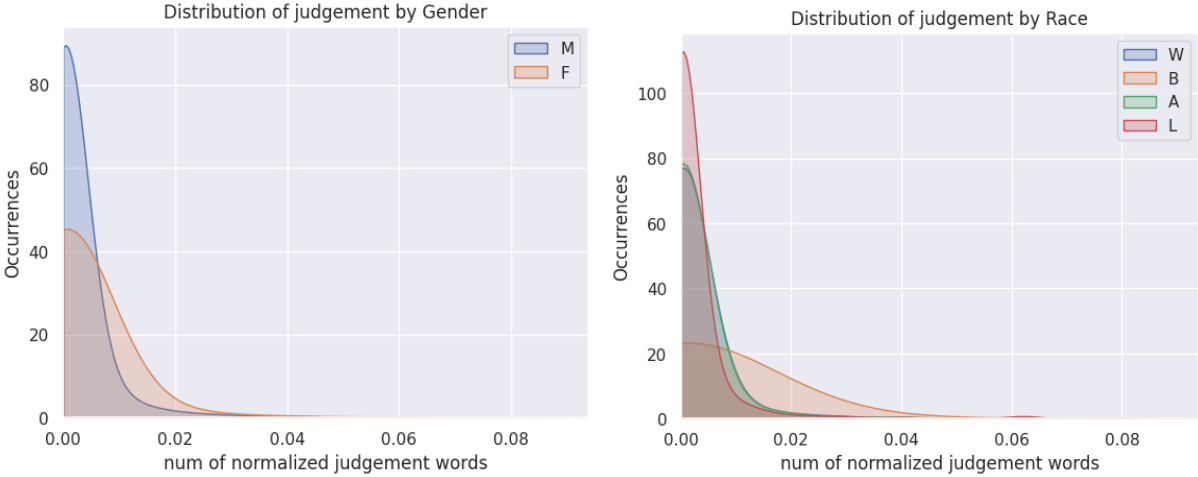 Distribution of judgement by Gender
M
F
Occurrences
80
60
40
20
0
0.00 0.02 0.04 0.06 0.08
num of normalized judgement words
Distribution of judgement by Race
W
B
A
L
Occurrences
100
80
60
40
20
0
0.00 0.02 0.04 0.06 0.08
num of normalized judgement words